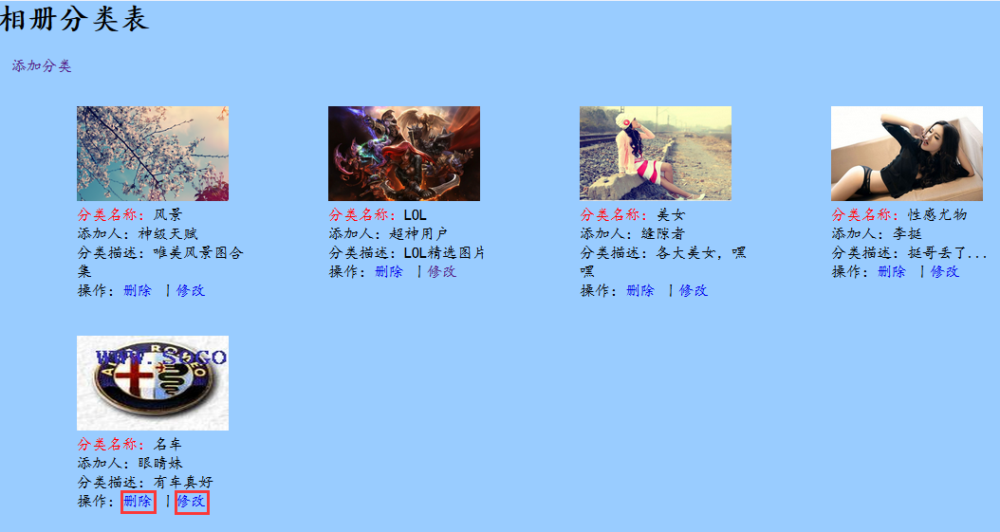 相册分类表
添加分类
分类名称：风景
添加人：神级天赋
分类描述：唯美风景图合
集
操作：删除 |修改
分类名称：LOL
添加人：超神用户
分类描述：LOL精选图片
操作：删除 |修改
分类名称：美女
添加人：缝隙者
分类描述：各大美女，嘿
嘿
操作：删除 |修改
分类名称：性感尤物
添加人：李挺
分类描述：挺哥丢了...
操作：删除 |修改
WWW.SOGO
ALFA ROMEO
分类名称：名车
添加人：眼睛妹
分类描述：有车真好
操作：删除 |修改